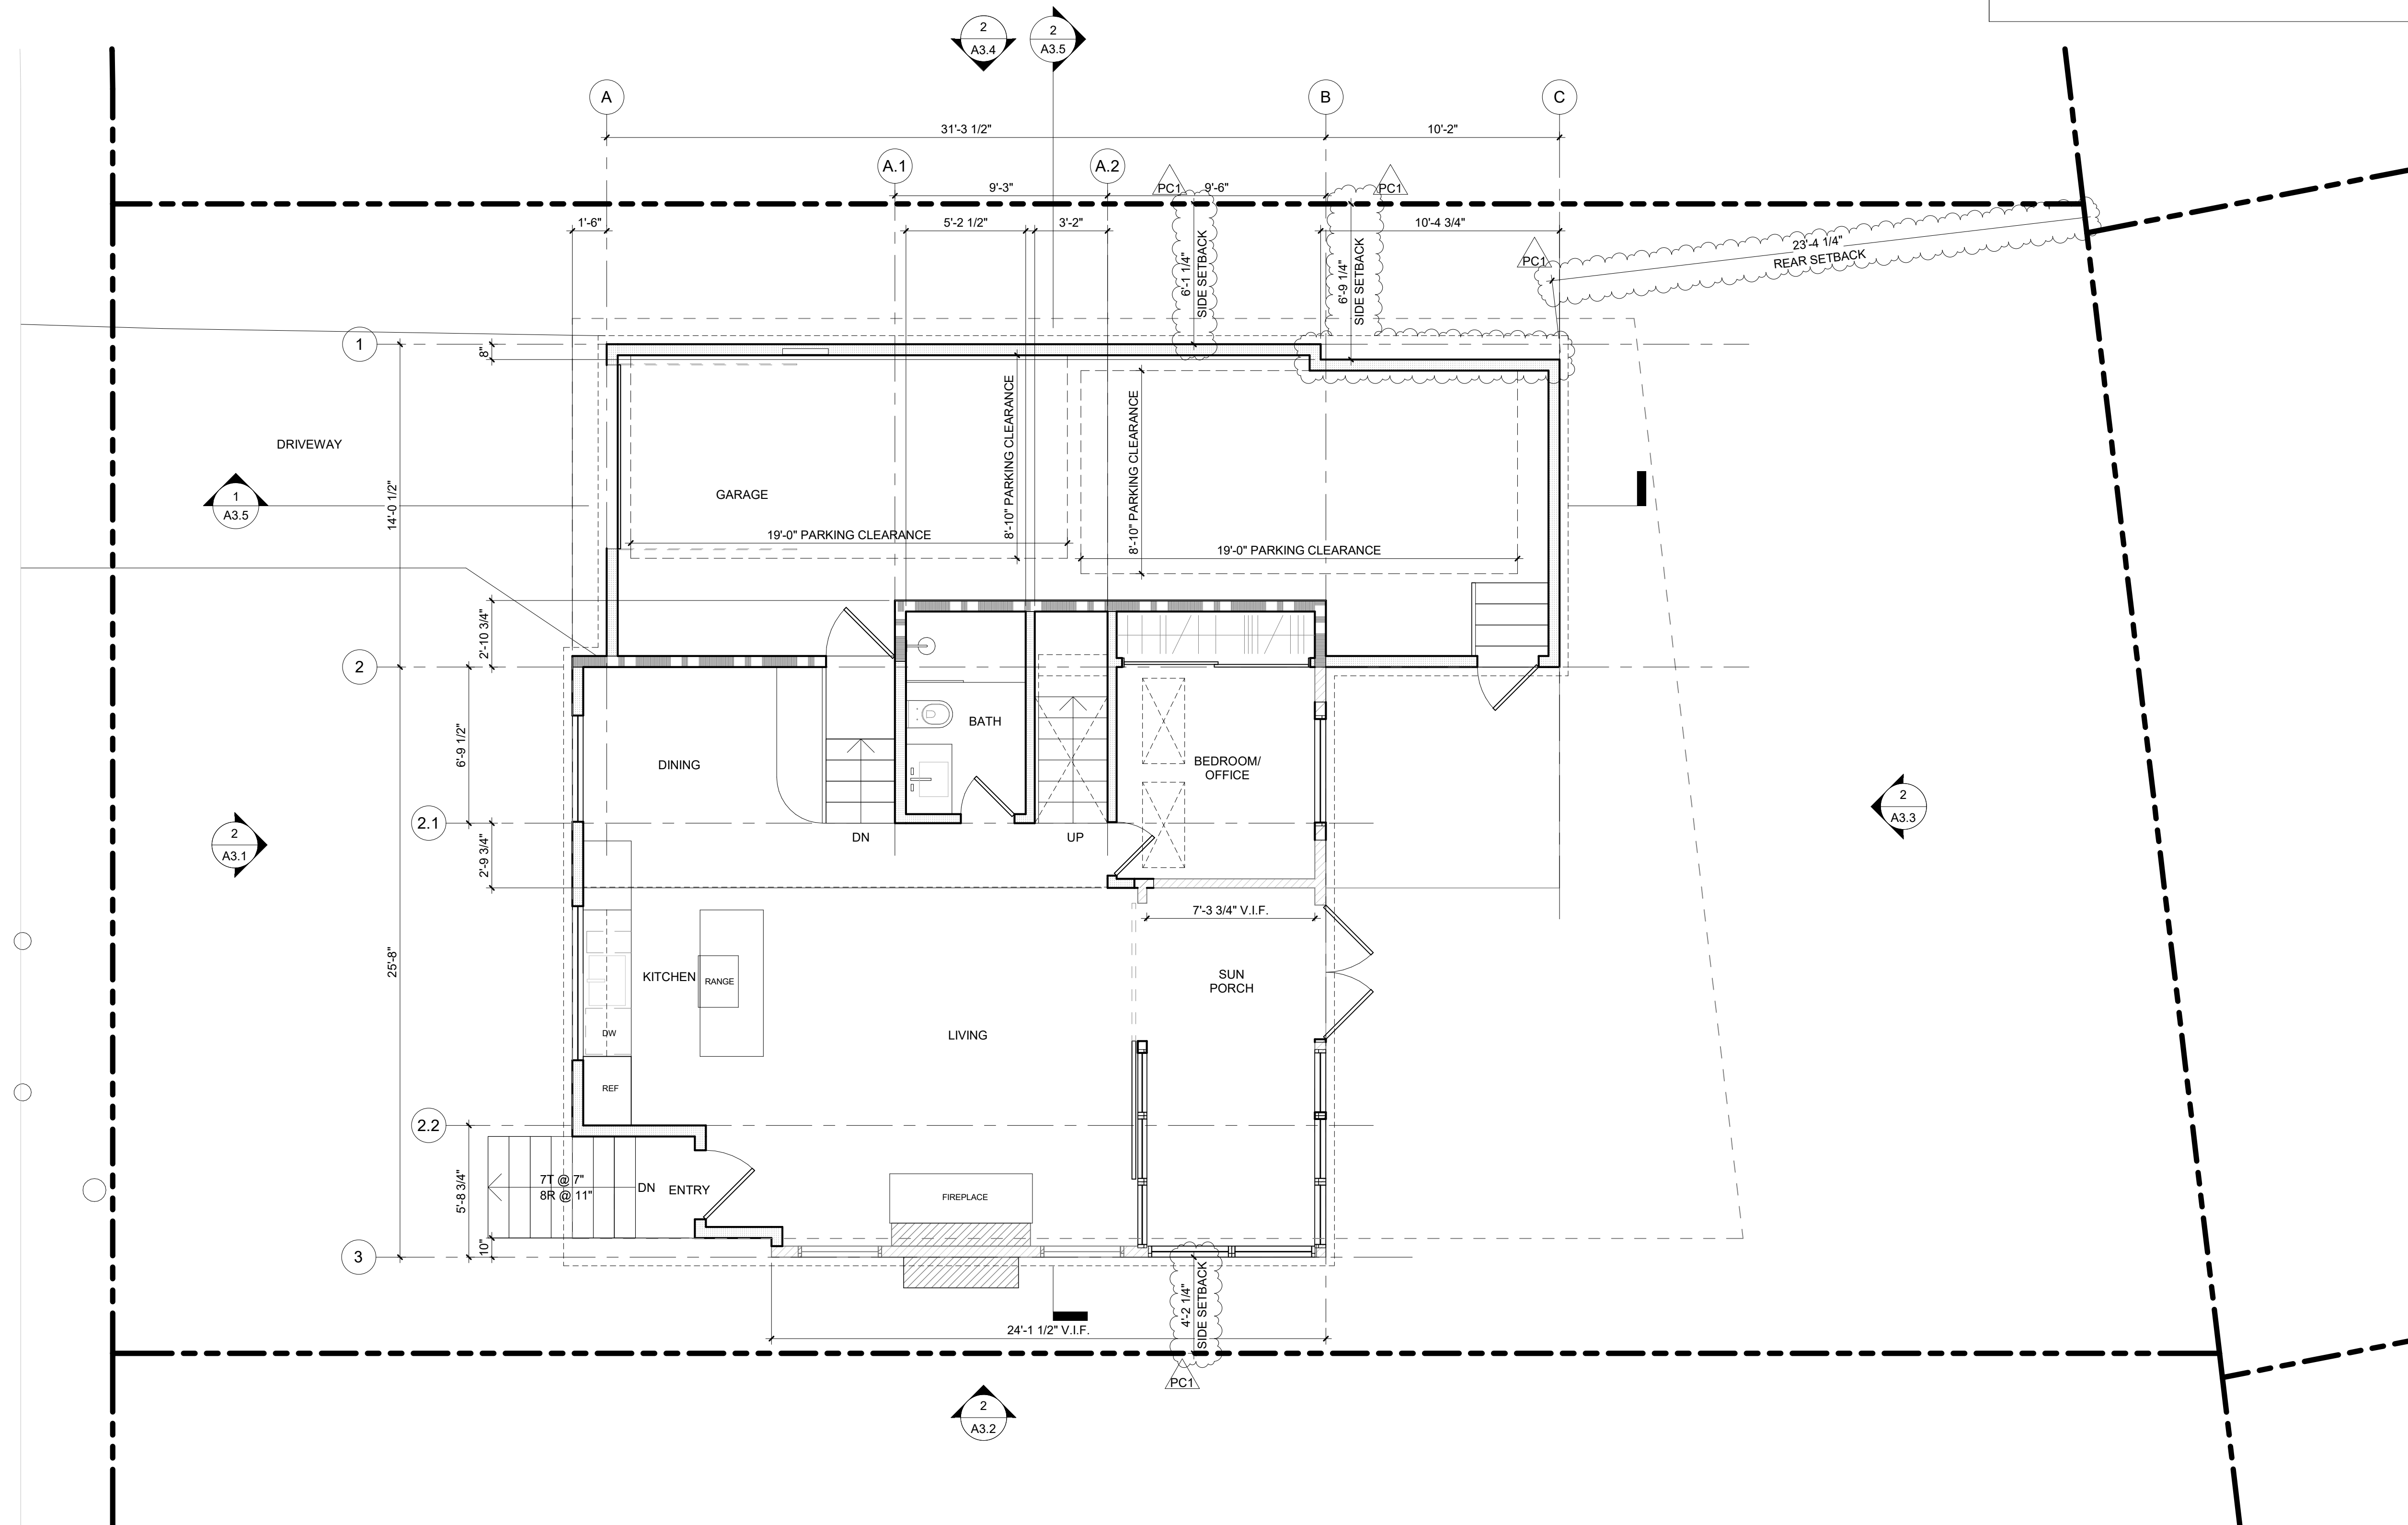 2
A3.4
2
A3.5
A
B
C
31'-3 1/2"
10'-2"
A.1
A.2
9'-3"
PC1
9'-6"
PC1
1'-6"
5'-2 1/2"
3'-2"
10'-4 3/4"
6'-1 1/4"
SIDE SETBACK
6'-9 1/4"
SIDE SETBACK
PC1
23'-4 1/4"
REAR SETBACK
1
8"
DRIVEWAY
1
A3.5
14'-0 1/2"
GARAGE
8'-10" PARKING CLEARANCE
8'-10" PARKING CLEARANCE
19'-0" PARKING CLEARANCE
19'-0" PARKING CLEARANCE
2'-10 3/4"
2
6'-9 1/2"
DINING
BATH
BEDROOM/
OFFICE
2
A3.3
2.1
DN
UP
2
A3.1
2'-9 3/4"
7'-3 3/4" V.I.F.
25'-8"
KITCHEN
RANGE
SUN
PORCH
DW
LIVING
REF
2.2
5'-8 3/4"
7T @ 7"
8R @ 11"
DN
ENTRY
FIREPLACE
10"
3
4'-2 1/4"
SIDE SETBACK
24'-1 1/2" V.I.F.
PC1
2
A3.2